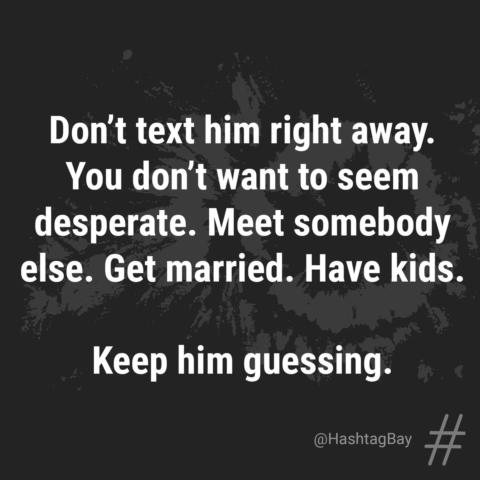 Don’t text him right away.
You don’t want to seem
desperate. Meet somebody
else. Get married. Have kids.
Keep him guessing.
@HashtagBay #